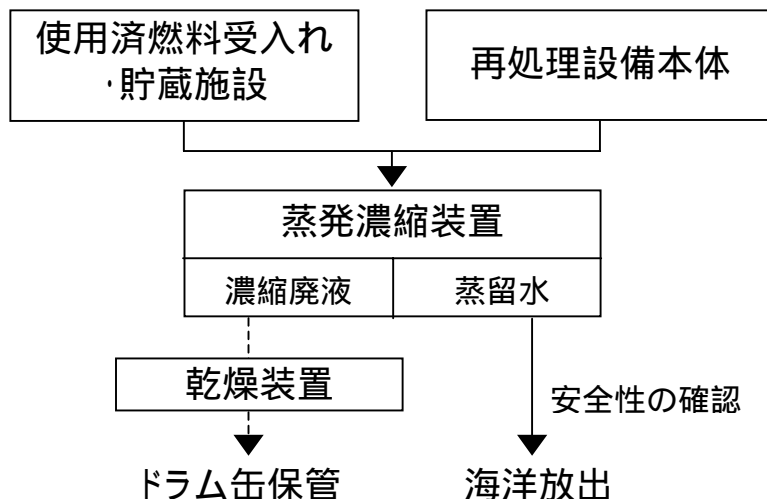 使用済燃料受入れ
・貯蔵施設
再処理設備本体
蒸発濃縮装置
濃縮廃液
蒸留水
乾燥装置
安全性の確認
ドラム缶保管
海洋放出